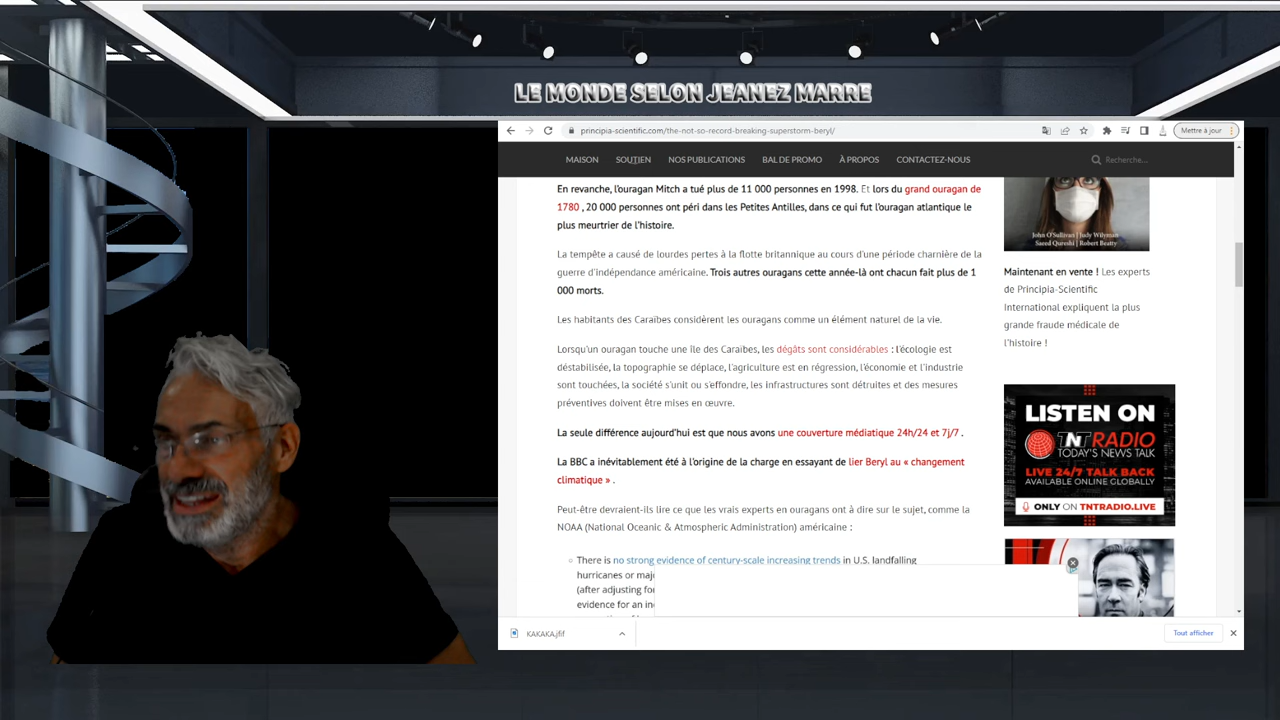 LE MONDE SELON JEANEZ MARRE
principia-scientific.com/the-not-so-record-breaking-superstorm-beryl/
Mettre à jour
MAISON
SOUTIEN
NOS PUBLICATIONS
BAL DE PROMO
À PROPOS
CONTACTEZ-NOUS
Recherche...
En revanche, l'ouragan Mitch a tué plus de 11 000 personnes en 1998. Et lors du grand ouragan de
1780 , 20 000 personnes ont péri dans les Petites Antilles, dans ce qui fut l'ouragan atlantique le
plus meurtrier de l'histoire.
La tempête a causé de lourdes pertes à la flotte britannique au cours d'une période charnière de la
guerre d'indépendance américaine. Trois autres ouragans cette année-là ont chacun fait plus de 1
000 morts.
Les habitants des Caraïbes considèrent les ouragans comme un élément naturel de la vie.
Lorsqu'un ouragan touche une île des Caraïbes, les dégâts sont considérables : l'écologie est
déstabilisée, la topographie se déplace, l'agriculture est en régression, l'économie et l'industrie
sont touchées, la société s'unit ou s'effondre, les infrastructures sont détruites et des mesures
préventives doivent être mises en œuvre.
La seule différence aujourd'hui est que nous avons une couverture médiatique 24h/24 et 7j/7 .
La BBC a inévitablement été à l'origine de la charge en essayant de lier Beryl au « changement
climatique » .
Peut-être devraient-ils lire ce que les vrais experts en ouragans ont à dire sur le sujet, comme la
NOAA (National Oceanic & Atmospheric Administration) américaine :
There is no strong evidence of century-scale increasing trends in U.S. landfalling
hurricanes or majo
(after adjusting fo
evidence for an in
John O'Sullivan | Judy Wilyman
Saeed Qureshi | Robert Beatty
Maintenant en vente ! Les experts
de Principia-Scientific
International expliquent la plus
grande fraude médicale de
l'histoire !
LISTEN ON
TNT RADIO
TODAY'S NEWS TALK
LIVE 24/7 TALK BACK
AVAILABLE ONLINE GLOBALLY
ONLY ON TNTRADIO.LIVE
KAKAKA.jfif
Tout afficher